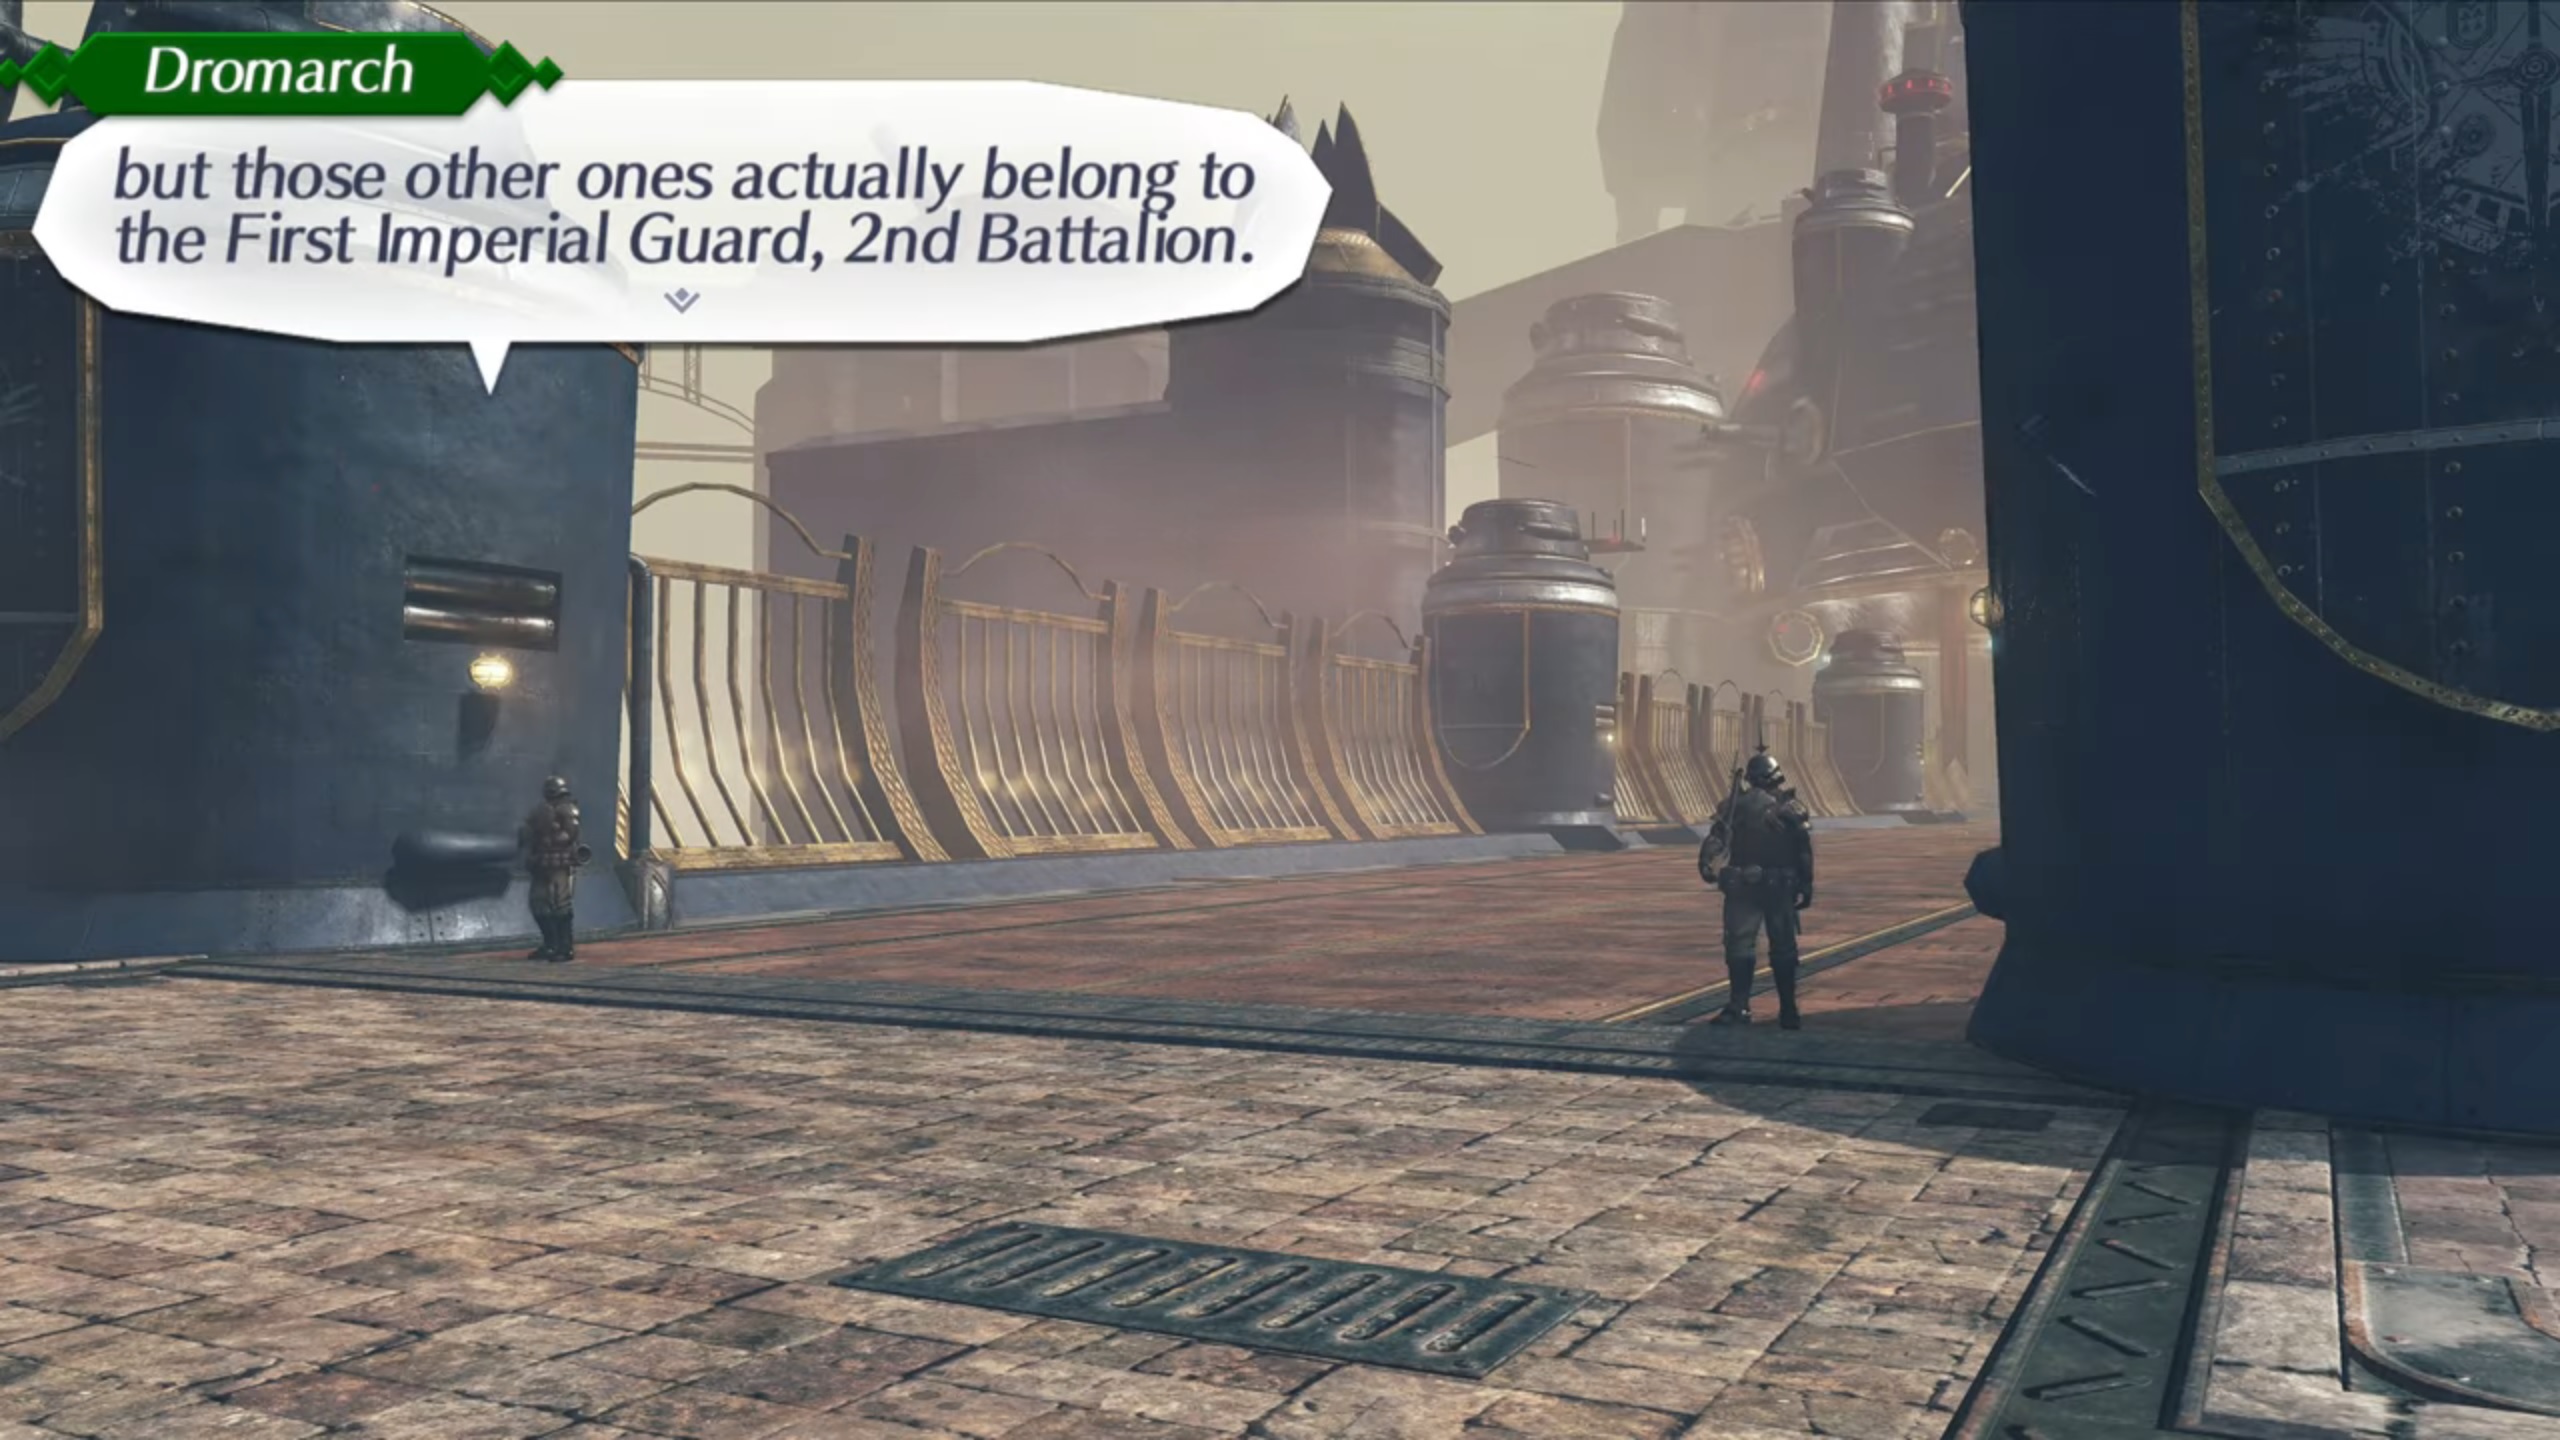 Dromarch
but those other ones actually belong to
the First Imperial Guard, 2nd Battalion.